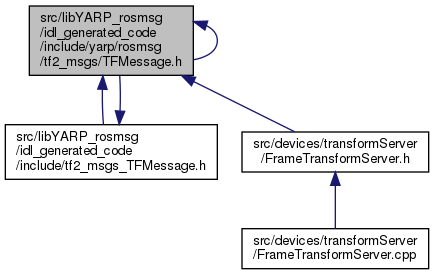 src/libYARP_rosmsg
/idl_generated_code
/include/yarp/rosmsg
/tf2_msgs/TFMessage.h
src/libYARP_rosmsg
/idl_generated_code
/include/tf2_msgs_TFMessage.h
src/devices/transformServer
/FrameTransformServer.h
src/devices/transformServer
/FrameTransformServer.cpp